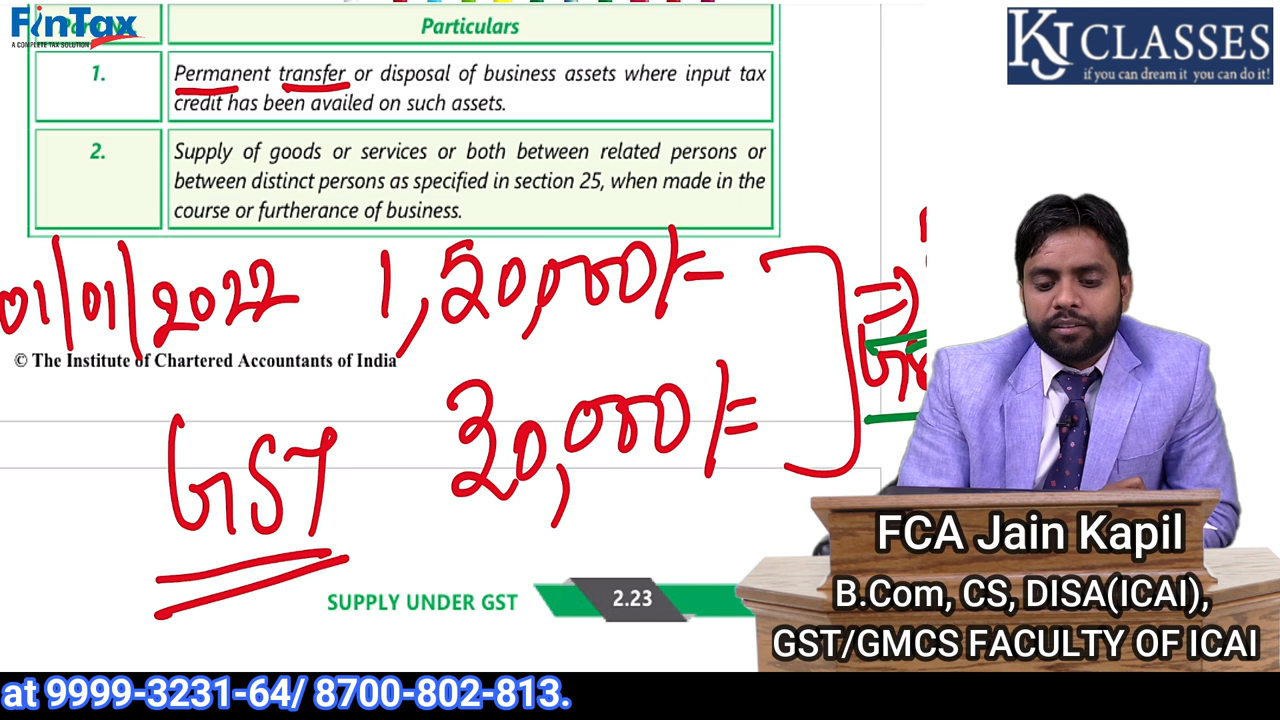 FinTax
A COMPLETE TAX SOLUTION
Particulars
KJ CLASSES
if you can dream it you can do it!
1.
Permanent transfer or disposal of business assets where input tax
credit has been availed on such assets.
2.
Supply of goods or services or both between related persons or
between distinct persons as specified in section 25, when made in the
course or furtherance of business.
01/01/2022 1,50,000/=
© The Institute of Chartered Accountants of India
30,000/=
GST
SUPPLY UNDER GST 2.23
FCA Jain Kapil
B.Com, CS, DISA(ICAI),
GST/GMCS FACULTY OF ICAI
at 9999-3231-64/ 8700-802-813.